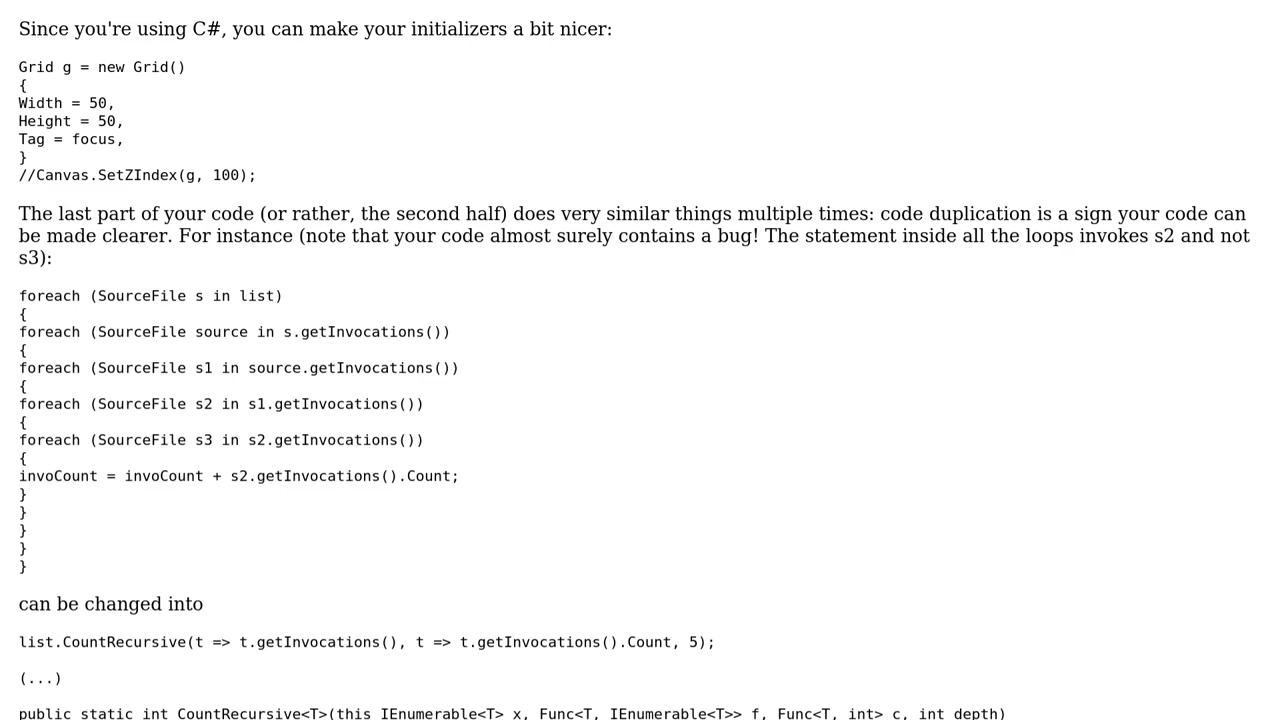 Since you're using C#, you can make your initializers a bit nicer:
Grid g = new Grid()
{
Width = 50,
Height = 50,
Tag = focus,
}
//Canvas.SetZIndex(g, 100);
The last part of your code (or rather, the second half) does very similar things multiple times: code duplication is a sign your code can
be made clearer. For instance (note that your code almost surely contains a bug! The statement inside all the loops invokes s2 and not
s3):
foreach (SourceFile s in list)
{
foreach (SourceFile source in s.getInvocations())
{
foreach (SourceFile s1 in source.getInvocations())
{
foreach (SourceFile s2 in s1.getInvocations())
{
foreach (SourceFile s3 in s2.getInvocations())
{
invoCount = invoCount + s2.getInvocations().Count;
}
}
}
}
}
can be changed into
list.CountRecursive(t => t.getInvocations(), t => t.getInvocations().Count, 5);
(...)
public static int CountRecursive<T>(this IEnumerable<T> x, Func<T, IEnumerable<T>> f, Func<T, int> c, int depth)